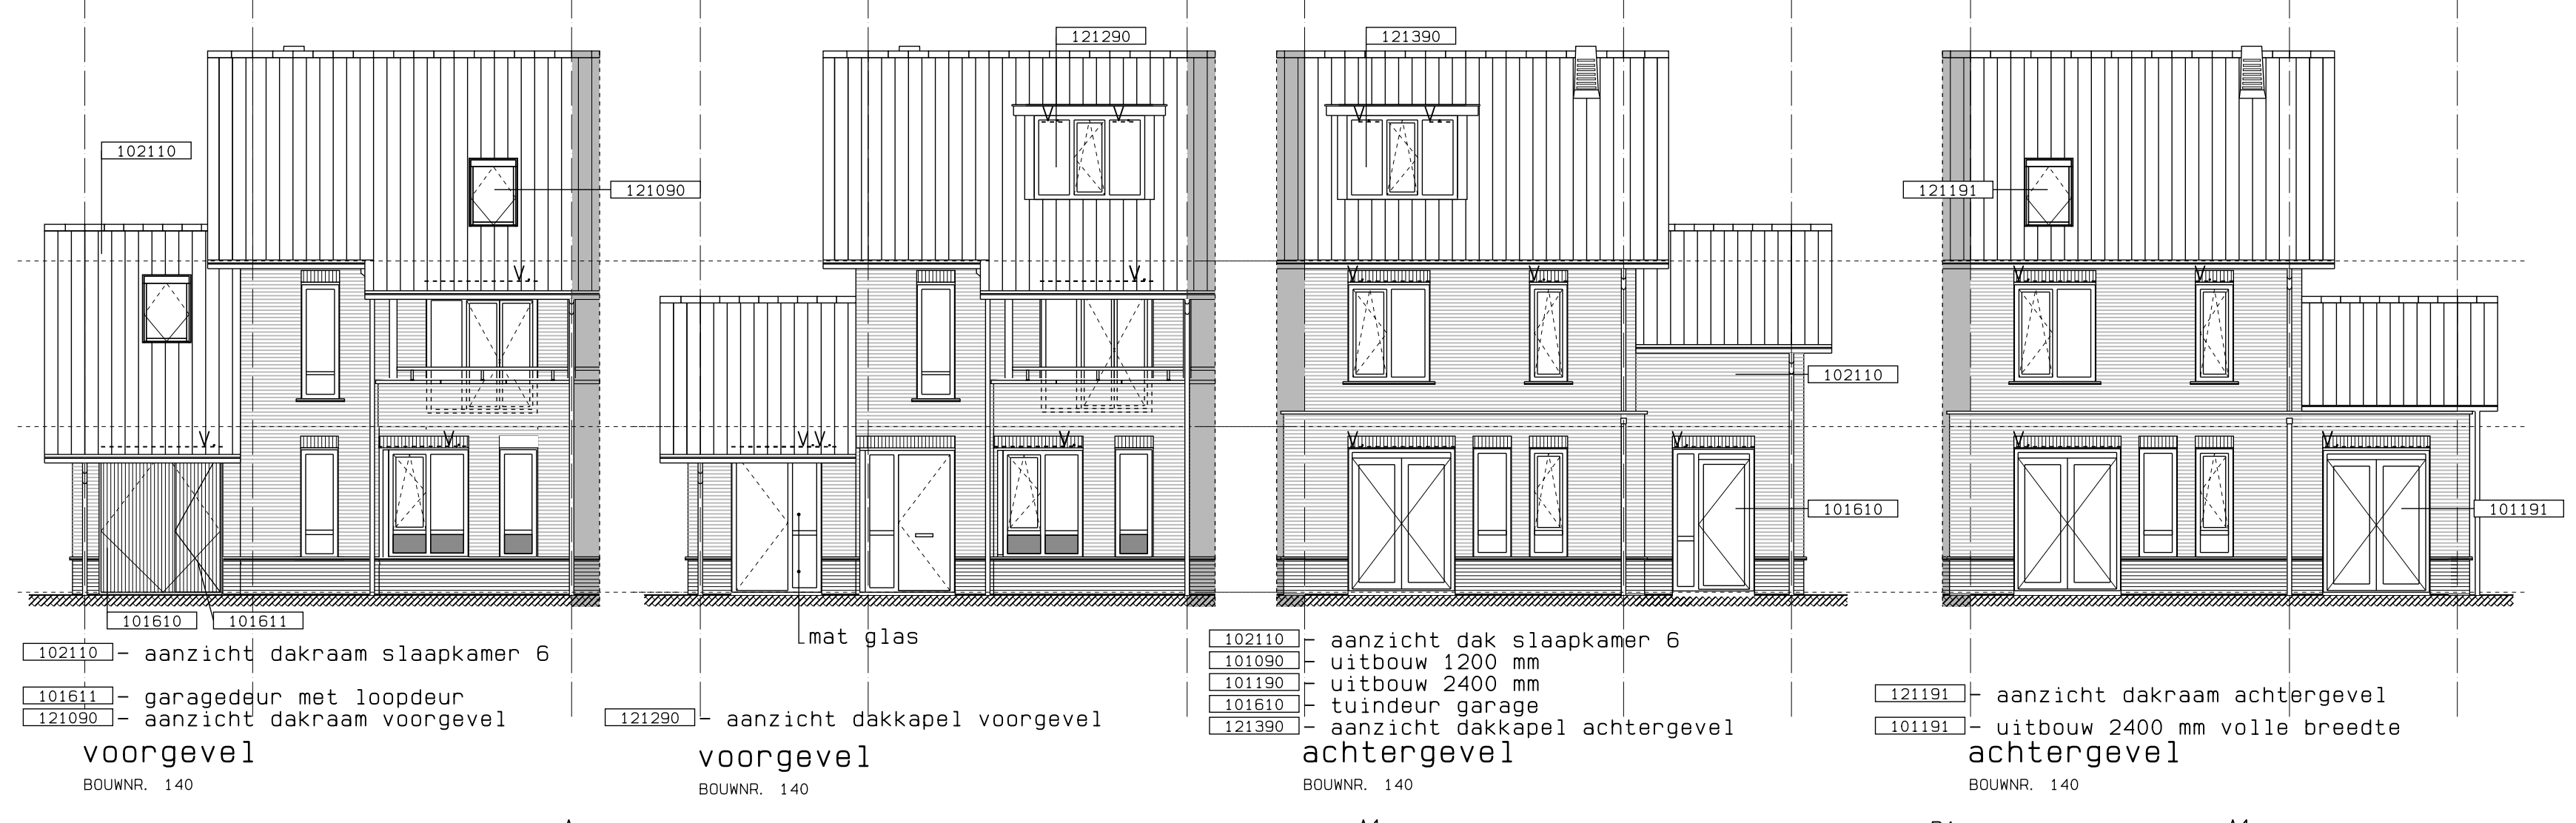 102110
121090
101610
101611
102110 - aanzicht dakraam slaapkamer 6
101611 - garagedeur met loopdeur
121090 - aanzicht dakraam voorgevel
voorgevel
BOUWNR. 140
121290
V.
V
V.
V V.
V.
mat glas
121290 - aanzicht dakkapel voorgevel
voorgevel
BOUWNR. 140
121390
102110
101610
102110 - aanzicht dak slaapkamer 6
101090 - uitbouw 1200 mm
101190 - uitbouw 2400 mm
101610 - tuindeur garage
121390 - aanzicht dakkapel achtergevel
achtergevel
BOUWNR. 140
121191
101191
121191 - aanzicht dakraam achtergevel
101191 - uitbouw 2400 mm volle breedte
achtergevel
BOUWNR. 140